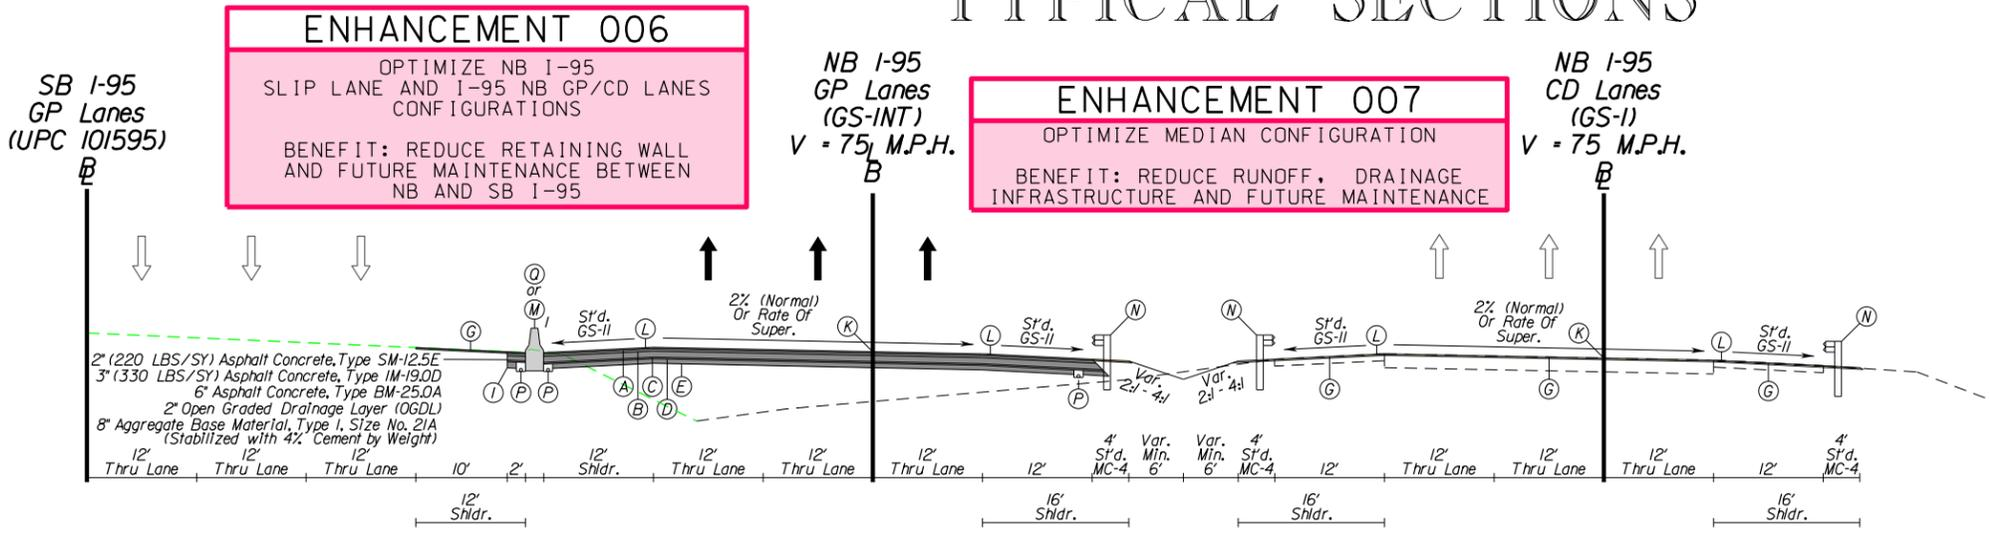 TYPICAL SECTIONS
ENHANCEMENT 006
OPTIMIZE NB I-95
SLIP LANE AND I-95 NB GP/CD LANES
CONFIGURATIONS
BENEFIT: REDUCE RETAINING WALL
AND FUTURE MAINTENANCE BETWEEN
NB AND SB I-95
SB I-95
GP Lanes
(UPC 101595)
NB I-95
GP Lanes
(GS-INT)
V = 75 M.P.H.
ENHANCEMENT 007
OPTIMIZE MEDIAN CONFIGURATION
BENEFIT: REDUCE RUNOFF, DRAINAGE
INFRASTRUCTURE AND FUTURE MAINTENANCE
NB I-95
CD Lanes
(GS-1)
V = 75 M.P.H.
G
Q
or
M
1
St'd.
GS-11
L
2% (Normal)
Or Rate Of
Super.
K
L
St'd.
GS-11
N
N
St'd.
GS-11
L
2% (Normal)
Or Rate Of
Super.
K
L
St'd.
GS-11
N
2" (220 LBS/SY) Asphalt Concrete, Type SM-12.5E
3" (330 LBS/SY) Asphalt Concrete, Type IM-19.0D
6" Asphalt Concrete, Type BM-25.0A
2" Open Graded Drainage Layer (OGDL)
8" Aggregate Base Material, Type 1, Size No. 21A
(Stabilized with 4% Cement by Weight)
I P P A B C D E P
Var.
2:1 - 4:1
Var.
2:1 - 4:1
G G G
12'
Thru Lane
12'
Thru Lane
12'
Thru Lane
10'
2'
12'
Shldr.
12'
Thru Lane
12'
Thru Lane
12'
Thru Lane
12'
4'
St'd.
MC-4
Var.
Min.
6'
Var.
Min.
6'
4'
St'd.
MC-4
12'
12'
Thru Lane
12'
Thru Lane
12'
Thru Lane
12'
4'
St'd.
MC-4
12'
Shldr.
16'
Shldr.
16'
Shldr.
16'
Shldr.